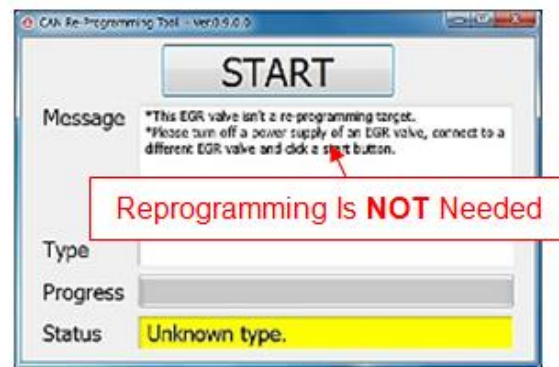 CAN Re-Programming Tool - ver.0.9.0.0
START
Message
*This EGR valve isn't a re-programming target.
*Please turn off a power supply of an EGR valve, connect to a
different EGR valve and click a start button.
Reprogramming Is NOT Needed
Type
Progress
Status
Unknown type.